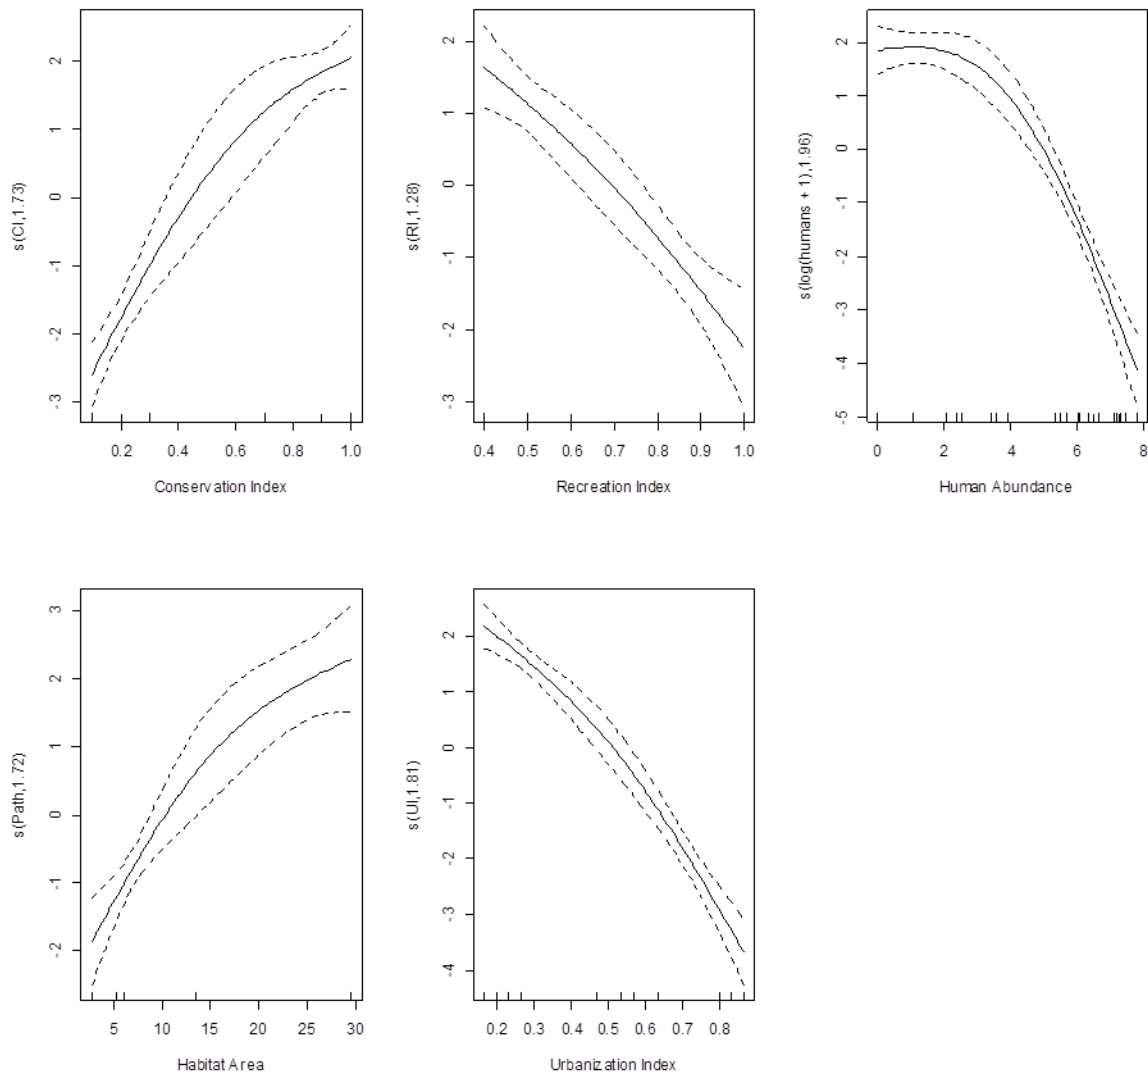 s(CI,1.73)
2
1
0
-1
-2
-3
0.2 0.4 0.6 0.8 1.0
Conservation Index
s(RI,1.28)
2
1
0
-1
-2
-3
0.4 0.5 0.6 0.7 0.8 0.9 1.0
Recreation Index
s(log(humans + 1),1.96)
2
1
0
-1
-2
-3
-4
-5
0 2 4 6 8
Human Abundance
s(Path,1.72)
3
2
1
0
-1
-2
5 10 15 20 25 30
Habitat Area
s(UI,1.81)
2
1
0
-1
-2
-3
-4
0.2 0.3 0.4 0.5 0.6 0.7 0.8
Urbanization Index